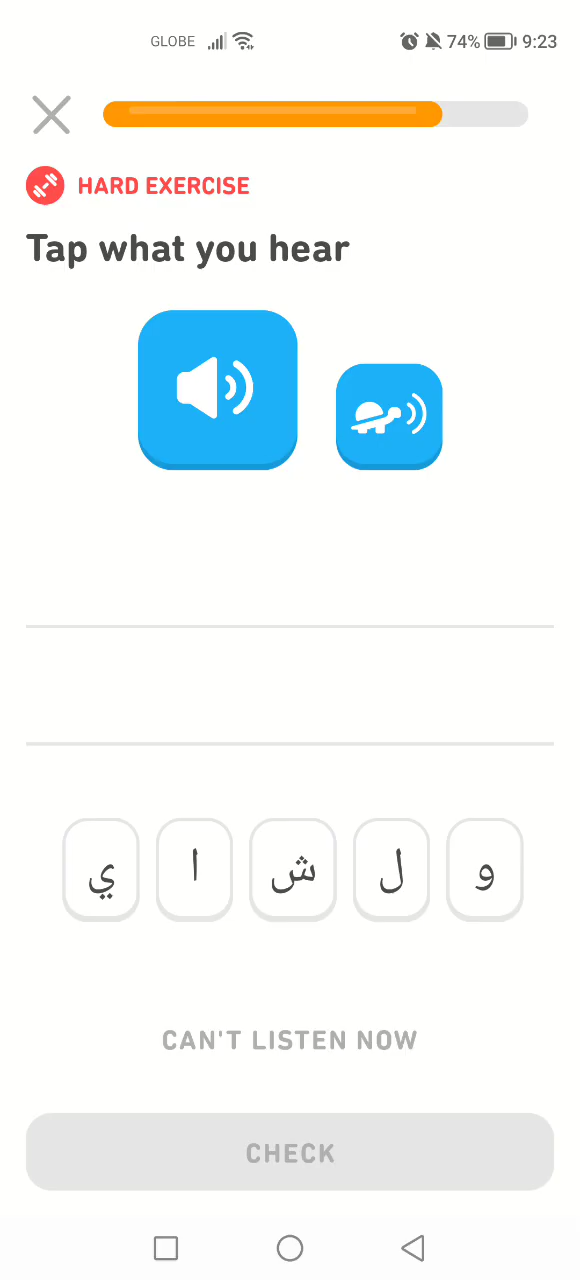 GLOBE 74% 9:23
HARD EXERCISE
Tap what you hear
ي ا ش ل و
CAN'T LISTEN NOW
CHECK